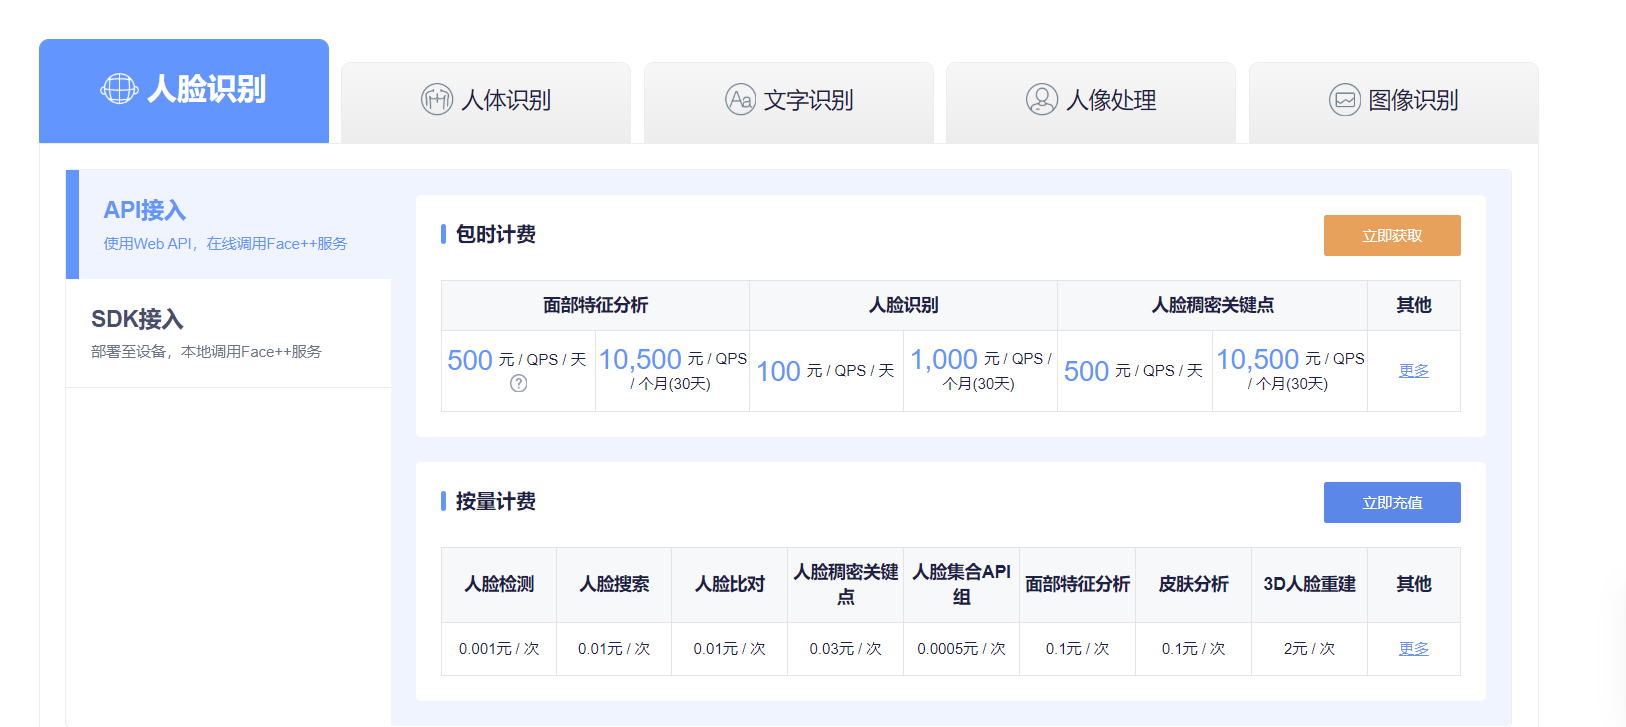 人脸识别
人体识别
Aa 文字识别
人像处理
图像识别
API接入
使用Web API，在线调用Face++服务
SDK接入
部署至设备，本地调用Face++服务
包时计费
立即获取
面部特征分析 人脸识别 人脸稠密关键点 其他
500 元 / QPS / 天
?
10,500 元 / QPS
/ 个月(30天)
100 元 / QPS / 天
1,000 元 / QPS /
个月(30天)
500 元 / QPS / 天
10,500 元 / QPS
/ 个月(30天)
更多
按量计费
立即充值
人脸检测
人脸搜索
人脸比对
人脸稠密关键
点
人脸集合API
组
面部特征分析
皮肤分析
3D人脸重建
其他
0.001元 / 次 0.01元 / 次 0.01元 / 次 0.03元 / 次 0.0005元 / 次 0.1元 / 次 0.1元 / 次 2元 / 次 更多